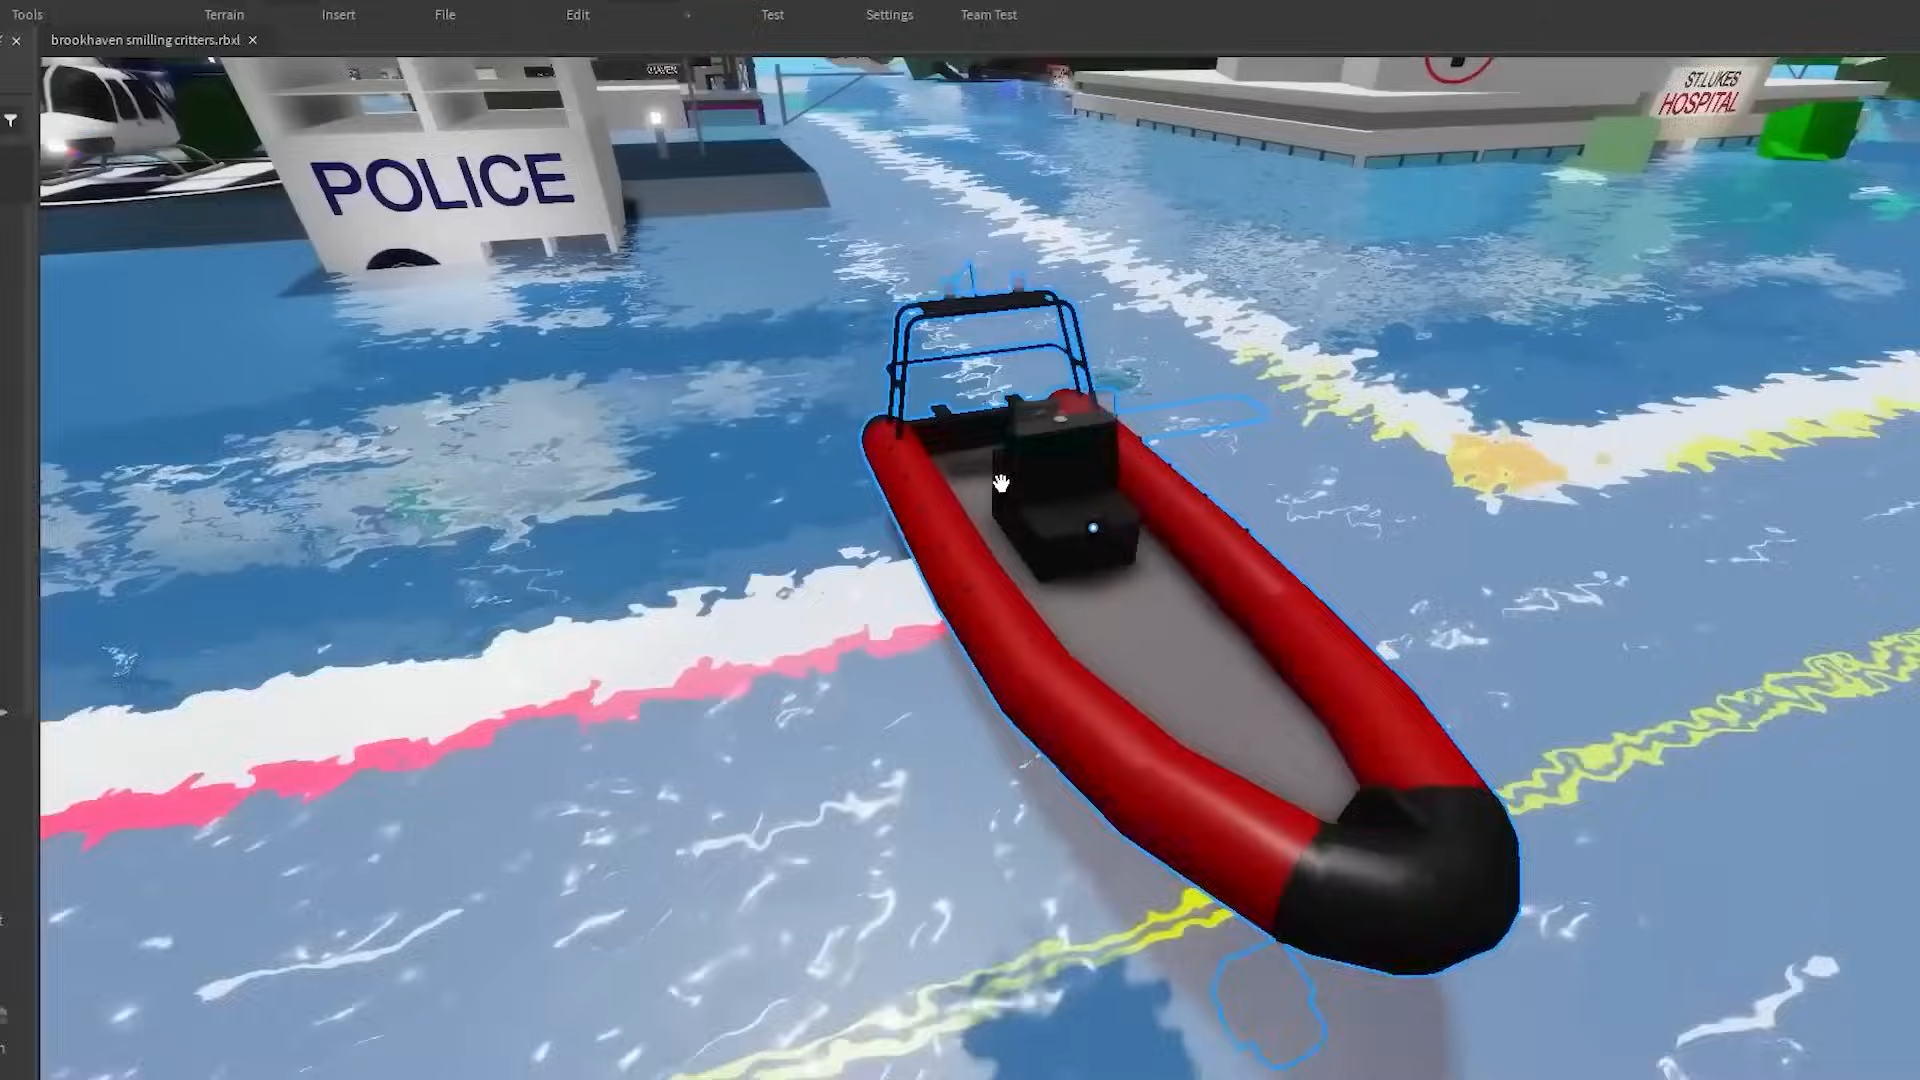 Tools Terrain Insert File Edit Test Settings Team Test
brookhaven smilling critters.rbxl
POLICE
ST.LUKES
HOSPITAL